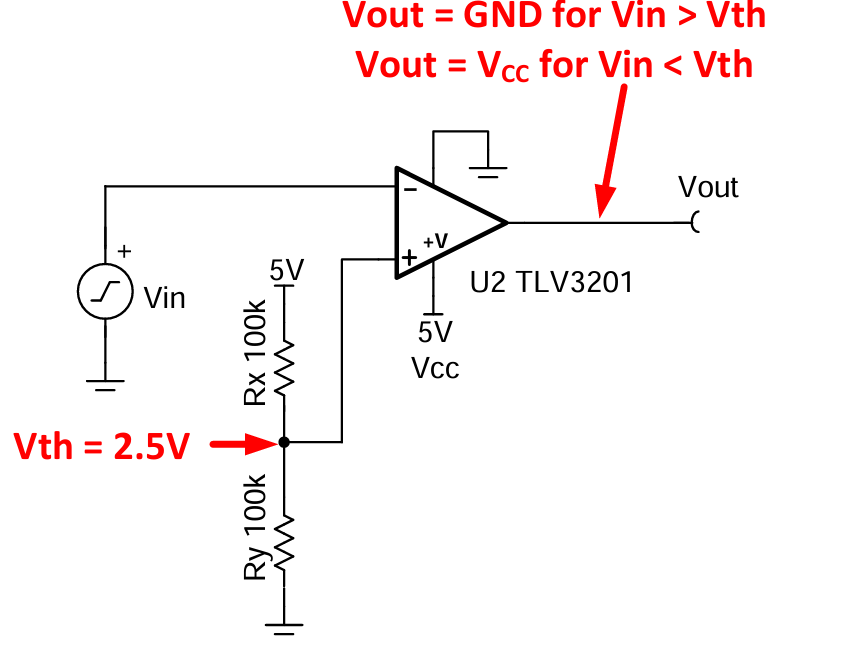 Vout = GND for Vin > Vth
Vout = VCC for Vin < Vth
Vout
−
+V
+
U2 TLV3201
5V
Vcc
+
Vin
5V
Rx 100k
Vth = 2.5V
Ry 100k